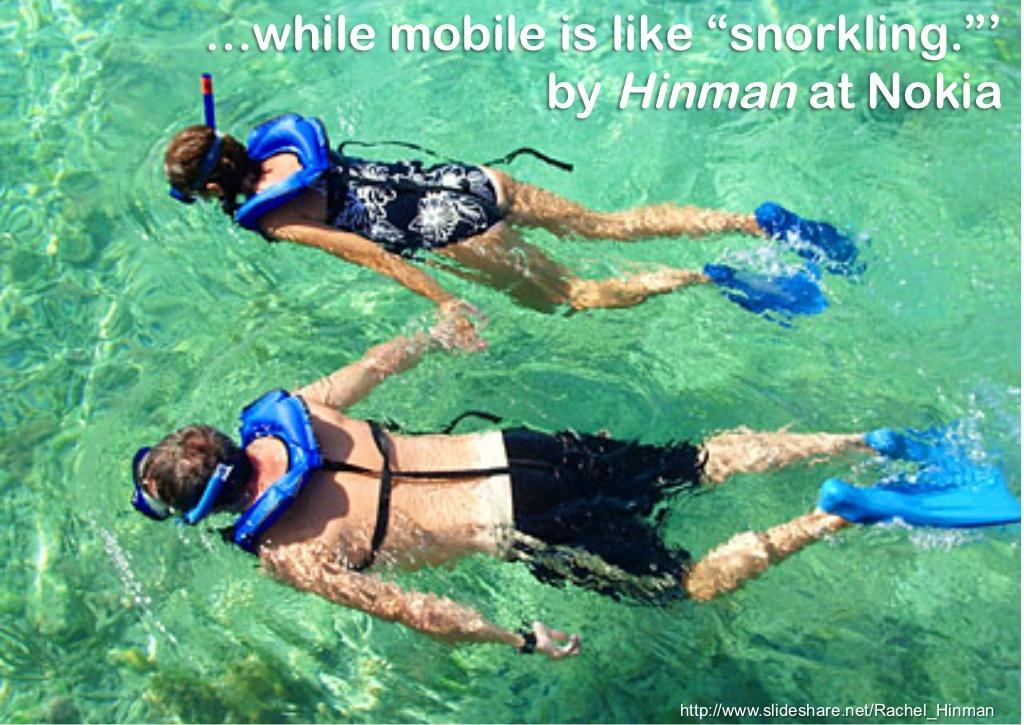 ...while mobile is like “snorkling.”’
by Hinman at Nokia
http://www.slideshare.net/Rachel_Hinman